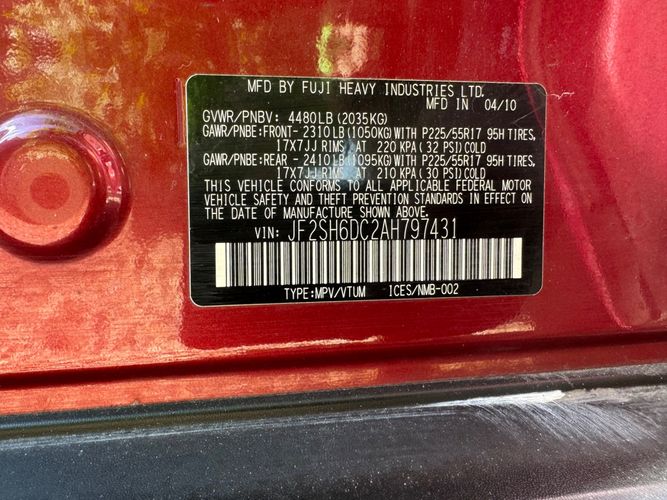 MFD BY FUJI HEAVY INDUSTRIES LTD.
MFD IN 04/10
GVWR/PNBV: 4480LB(2035KG)
GAWR/PNBE:FRONT- 2310LB(1050KG)WITH P225/55R17 95H TIRES,
17X7JJ RIMS AT 220 KPA(32 PSI)COLD
GAWR/PNBE:REAR - 2410LB(1095KG)WITH P225/55R17 95H TIRES,
17X7JJ RIMS AT 210 KPA(30 PSI)COLD
THIS VEHICLE CONFORMS TO ALL APPLICABLE FEDERAL MOTOR
VEHICLE SAFETY AND THEFT PREVENTION STANDARDS IN EFFECT ON
THE DATE OF MANUFACTURE SHOWN ABOVE.
VIN: JF2SH6DC2AH797431
TYPE:MPV/VTUM ICES/NMB-002